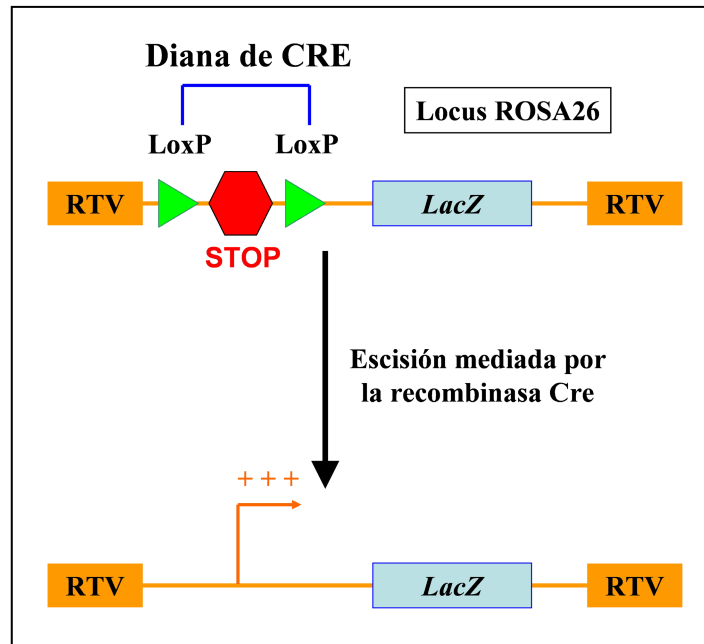 Diana de CRE
Locus ROSA26
LoxP LoxP
RTV LacZ RTV
STOP
Escisión mediada por
la recombinasa Cre
+ + +
RTV LacZ RTV